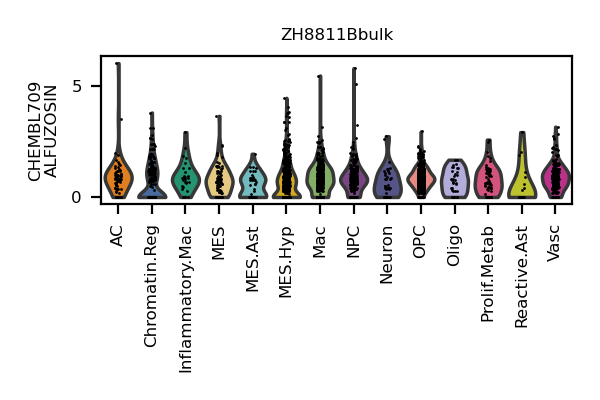 ZH8811Bbulk
CHEMBL709
ALFUZOSIN
5
0
AC
Chromatin.Reg
Inflammatory.Mac
MES
MES.Ast
MES.Hyp
Mac
NPC
Neuron
OPC
Oligo
Prolif.Metab
Reactive.Ast
Vasc